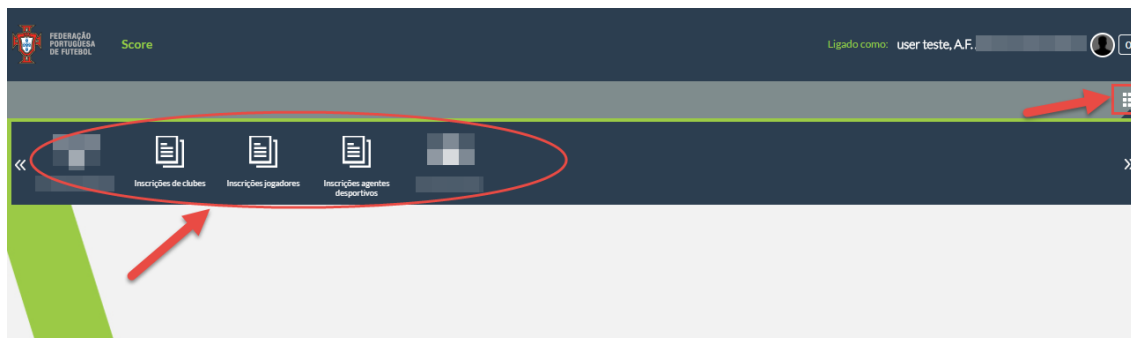 FEDERAÇÃO
PORTUGUESA
DE FUTEBOL
Score
Ligado como: user teste, A.F.
Inscrições de clubes
Inscrições jogadores
Inscrições agentes
desportivos